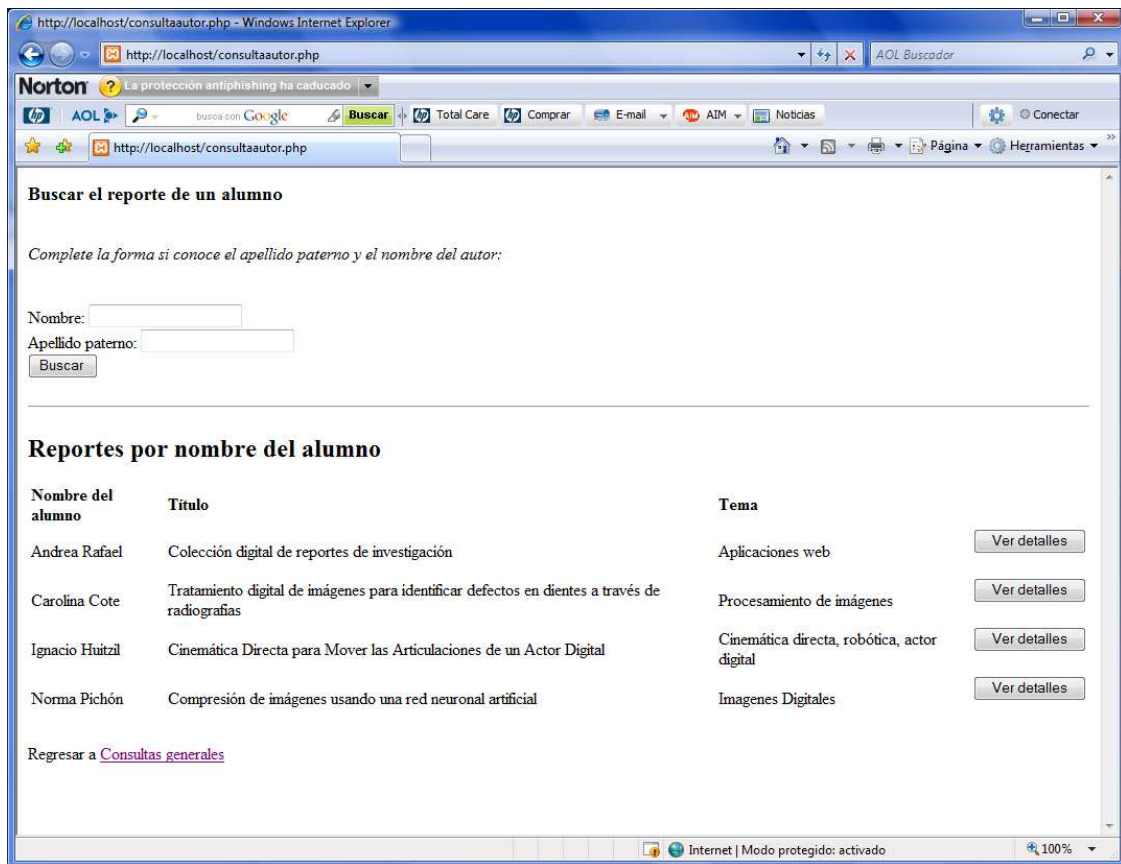 http://localhost/consultaautor.php - Windows Internet Explorer
http://localhost/consultaautor.php
AOL Buscador
Norton
La protección antiphishing ha caducado
AOL busca con Google Buscar Total Care Comprar E-mail AIM Noticias Conectar
http://localhost/consultaautor.php Página Herramientas
Buscar el reporte de un alumno
Complete la forma si conoce el apellido paterno y el nombre del autor:
Nombre:
Apellido paterno:
Buscar
Reportes por nombre del alumno
Nombre del
alumno
Título
Tema
Andrea Rafael
Colección digital de reportes de investigación
Aplicaciones web
Ver detalles
Carolina Cote
Tratamiento digital de imágenes para identificar defectos en dientes a través de
radiografías
Procesamiento de imágenes
Ver detalles
Ignacio Huitzil
Cinemática Directa para Mover las Articulaciones de un Actor Digital
Cinemática directa, robótica, actor
digital
Ver detalles
Norma Pichón
Compresión de imágenes usando una red neuronal artificial
Imagenes Digitales
Ver detalles
Regresar a Consultas generales
Internet | Modo protegido: activado
100%